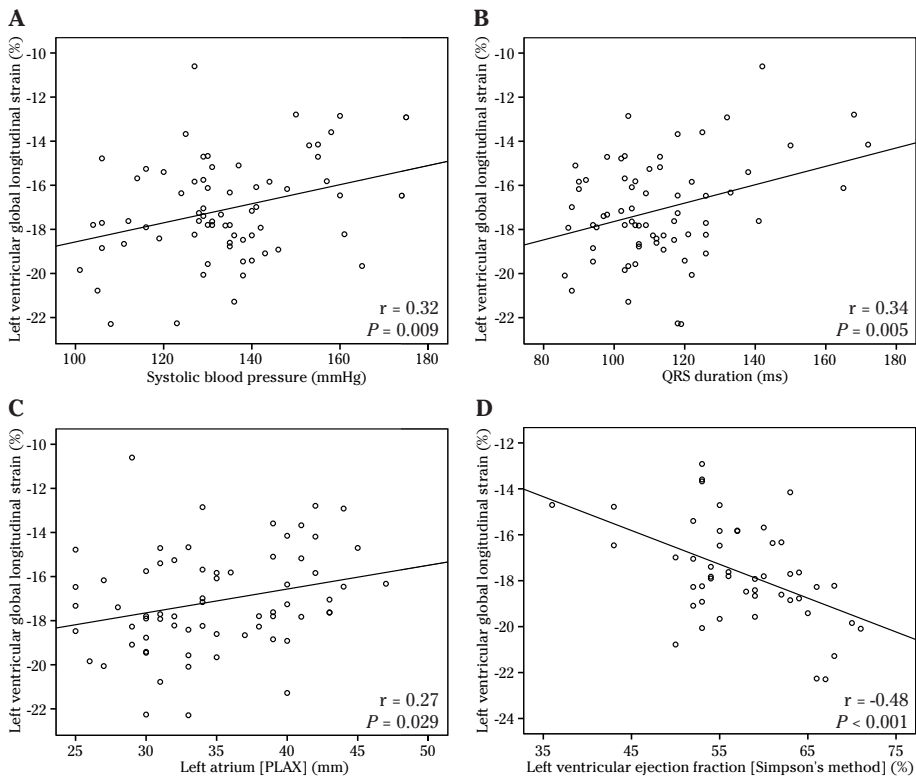 A
Left ventricular global longitudinal strain (%)
-10
-12
-14
-16
-18
-20
-22
100 120 140 160 180
Systolic blood pressure (mmHg)
r = 0.32
P = 0.009
B
Left ventricular global longitudinal strain (%)
-10
-12
-14
-16
-18
-20
-22
80 100 120 140 165 180
QRS duration (ms)
r = 0.34
P = 0.005
C
Left ventricular global longitudinal strain (%)
-10
-12
-14
-16
-18
-20
-22
25 30 35 40 45 50
Left atrium [PLAX] (mm)
r = 0.27
P = 0.029
D
Left ventricular global longitudinal strain (%)
-12
-14
-16
-18
-20
-22
-24
35 45 55 65 75
Left ventricular ejection fraction [Simpson's method] (%)
r = -0.48
P < 0.001